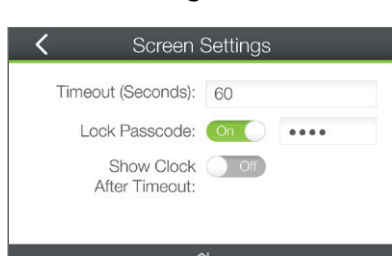 Screen Settings
Timeout (Seconds): 60
Lock Passcode: On ••••
Show Clock Off
After Timeout: